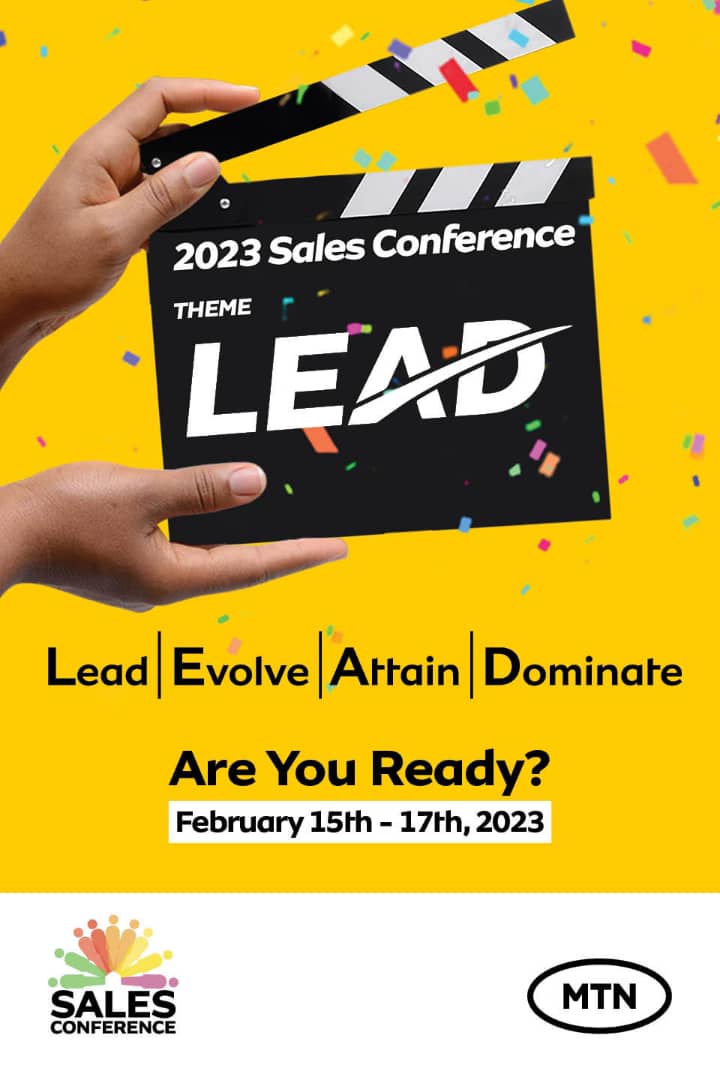 2023 Sales Conference
THEME
LEAD
Lead|Evolve|Attain|Dominate
Are You Ready?
February 15th - 17th, 2023
SALES
CONFERENCE
MTN